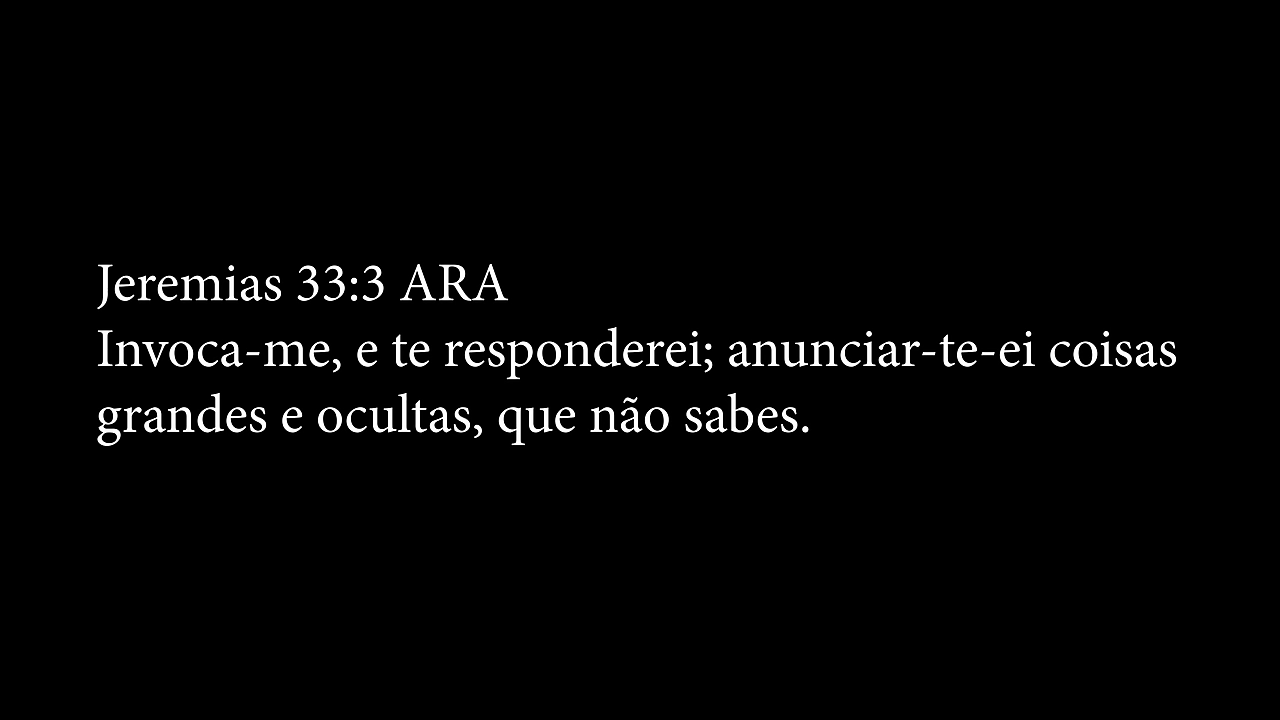 Jeremias 33:3 ARA
Invoca-me, e te responderei; anunciar-te-ei coisas
grandes e ocultas, que não sabes.